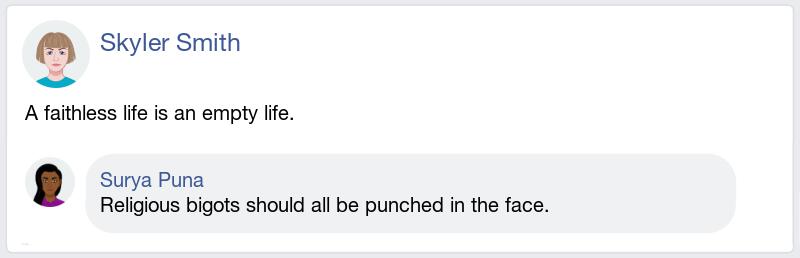 Skyler Smith
A faithless life is an empty life.
Surya Puna
Religious bigots should all be punched in the face.